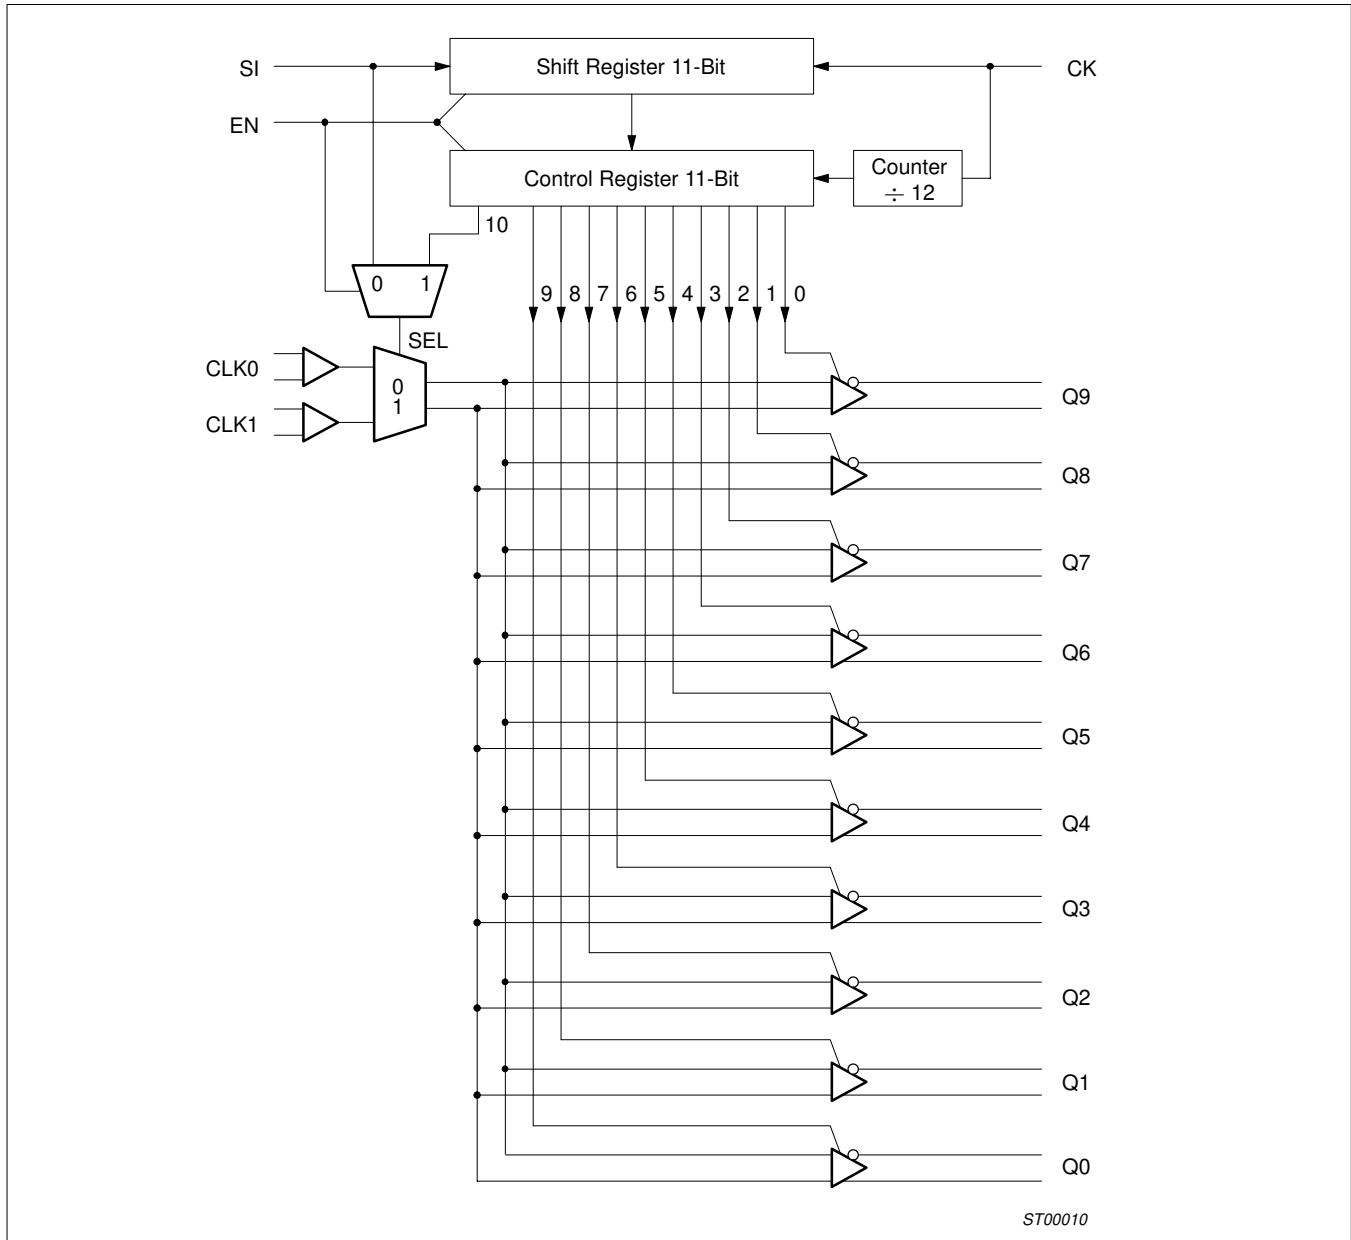 SI
Shift Register 11-Bit
CK
EN
Control Register 11-Bit
Counter
÷ 12
10
0 1
9 8 7 6 5 4 3 2 1 0
SEL
CLK0
0
1
CLK1
Q9
Q8
Q7
Q6
Q5
Q4
Q3
Q2
Q1
Q0
ST00010